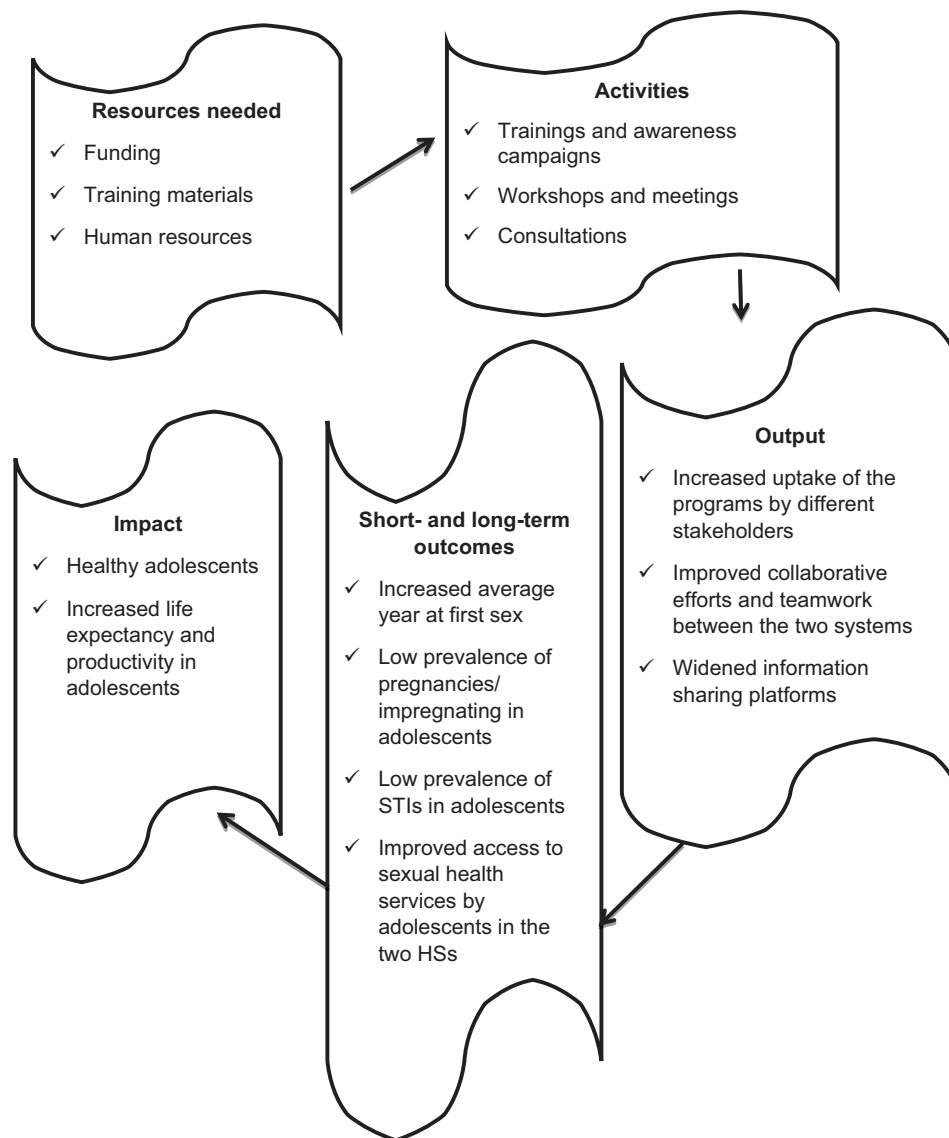 Resources needed
✓ Funding
✓ Training materials
✓ Human resources
Activities
✓ Trainings and awareness
campaigns
✓ Workshops and meetings
✓ Consultations
Output
✓ Increased uptake of the
programs by different
stakeholders
✓ Improved collaborative
efforts and teamwork
between the two systems
✓ Widened information
sharing platforms
Short- and long-term
outcomes
✓ Increased average
year at first sex
✓ Low prevalence of
pregnancies/
impregnating in
adolescents
✓ Low prevalence of
STIs in adolescents
✓ Improved access to
sexual health
services by
adolescents in the
two HSs
Impact
✓ Healthy adolescents
✓ Increased life
expectancy and
productivity in
adolescents